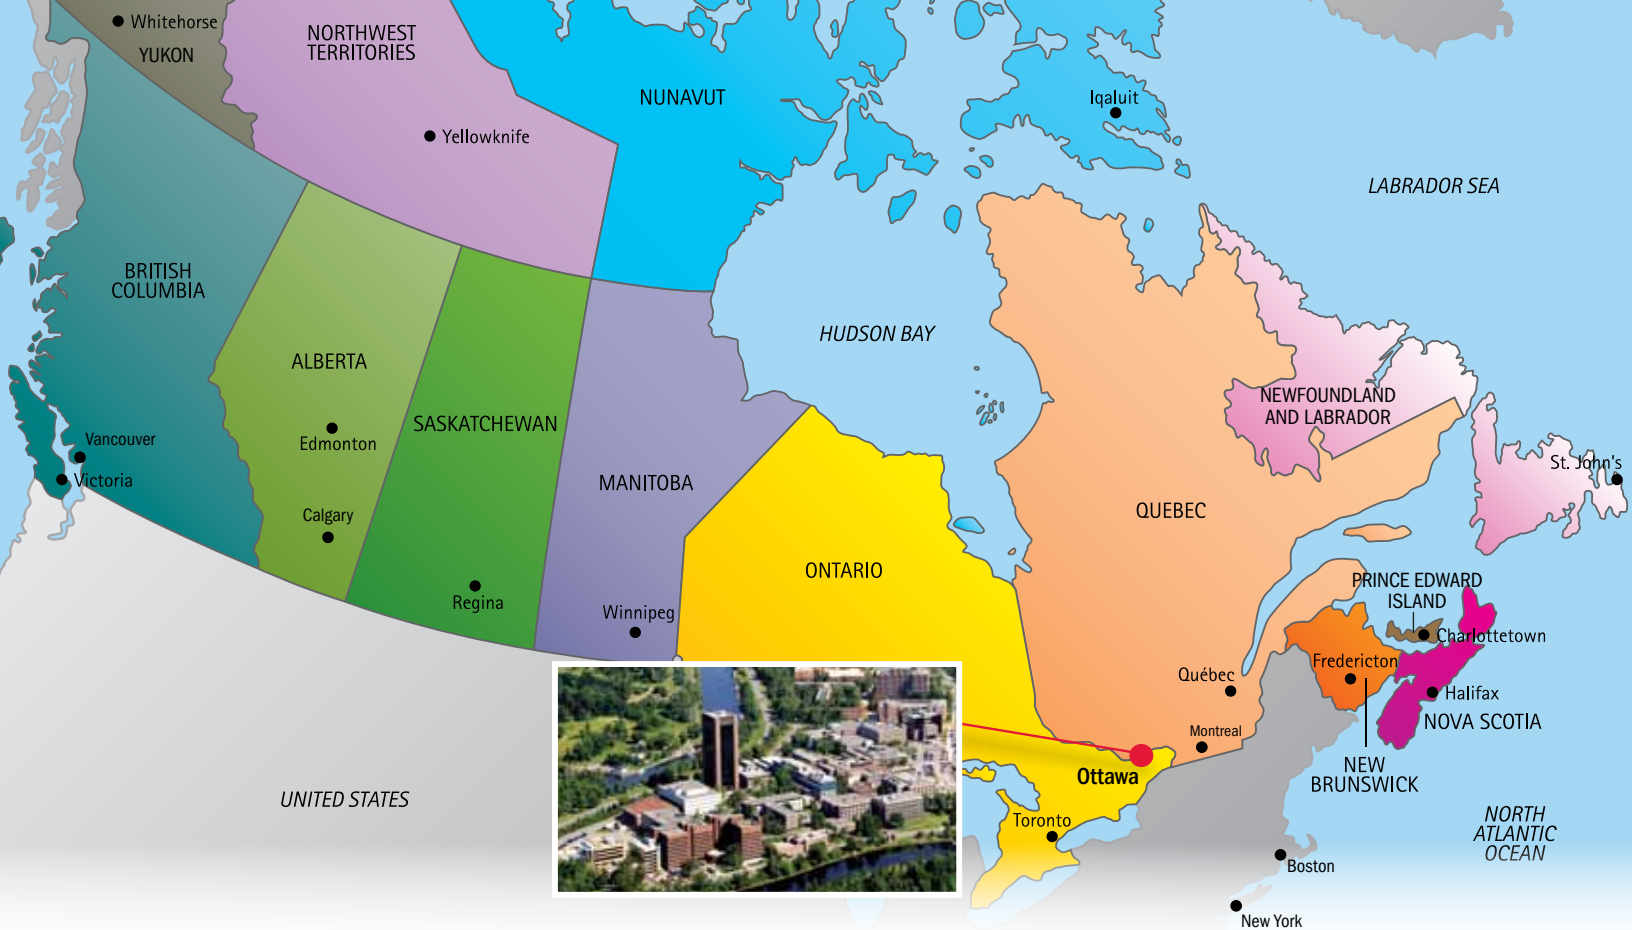 Whitehorse
YUKON
NORTHWEST
TERRITORIES
NUNAVUT
Iqaluit
Yellowknife
LABRADOR SEA
BRITISH
COLUMBIA
HUDSON BAY
ALBERTA
SASKATCHEWAN
NEWFOUNDLAND
AND LABRADOR
Edmonton
Vancouver
Victoria
MANITOBA
St. John's
Calgary
QUEBEC
ONTARIO
PRINCE EDWARD
ISLAND
Regina
Winnipeg
Charlottetown
Fredericton
Québec
Halifax
NOVA SCOTIA
Montreal
NEW
BRUNSWICK
Ottawa
UNITED STATES
Toronto
NORTH
ATLANTIC
OCEAN
Boston
New York